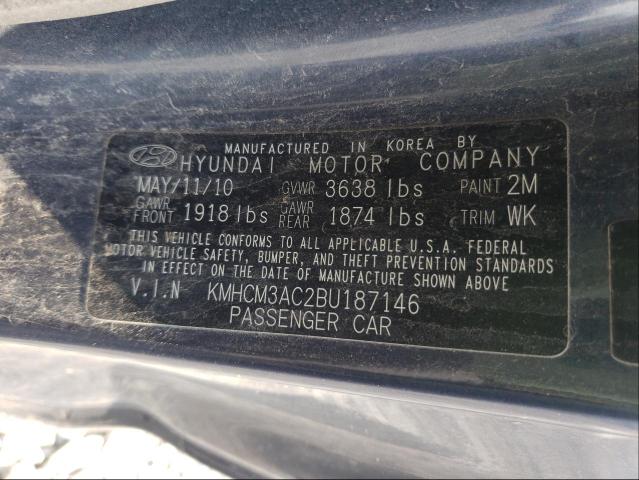 MANUFACTURED IN KOREA BY
HYUNDAI MOTOR COMPANY
MAY/11/10 GVWR 3638 lbs PAINT 2M
GAWR FRONT 1918 lbs GAWR REAR 1874 lbs TRIM WK
THIS VEHICLE CONFORMS TO ALL APPLICABLE U.S.A. FEDERAL
MOTOR VEHICLE SAFETY, BUMPER, AND THEFT PREVENTION STANDARDS
IN EFFECT ON THE DATE OF MANUFACTURE SHOWN ABOVE
V.I.N KMHCM3AC2BU187146
PASSENGER CAR